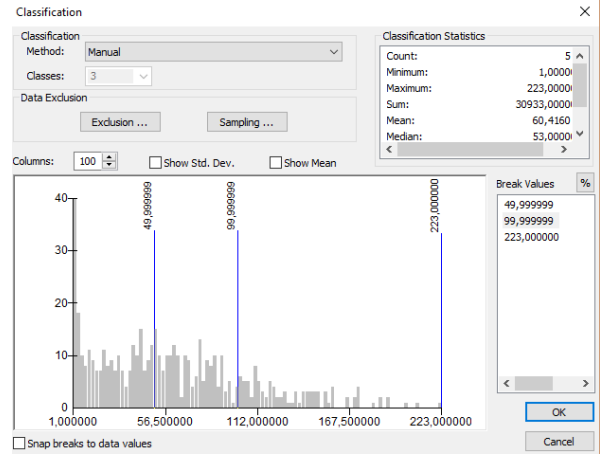 Classification
Classification
Method: Manual
Classes: 3
Data Exclusion
Exclusion ...
Sampling ...
Classification Statistics
Count: 5
Minimum: 1,0000
Maximum: 223,0000
Sum: 30933,0000
Mean: 60,4160
Median: 53,0000
Columns: 100
Show Std. Dev.
Show Mean
Break Values
%
49,999999
99,999999
223,000000
40
30
20
10
0
49,999999
99,999999
223,000000
1,000000 56,500000 112,000000 167,500000 223,000000
Snap breaks to data values
OK
Cancel